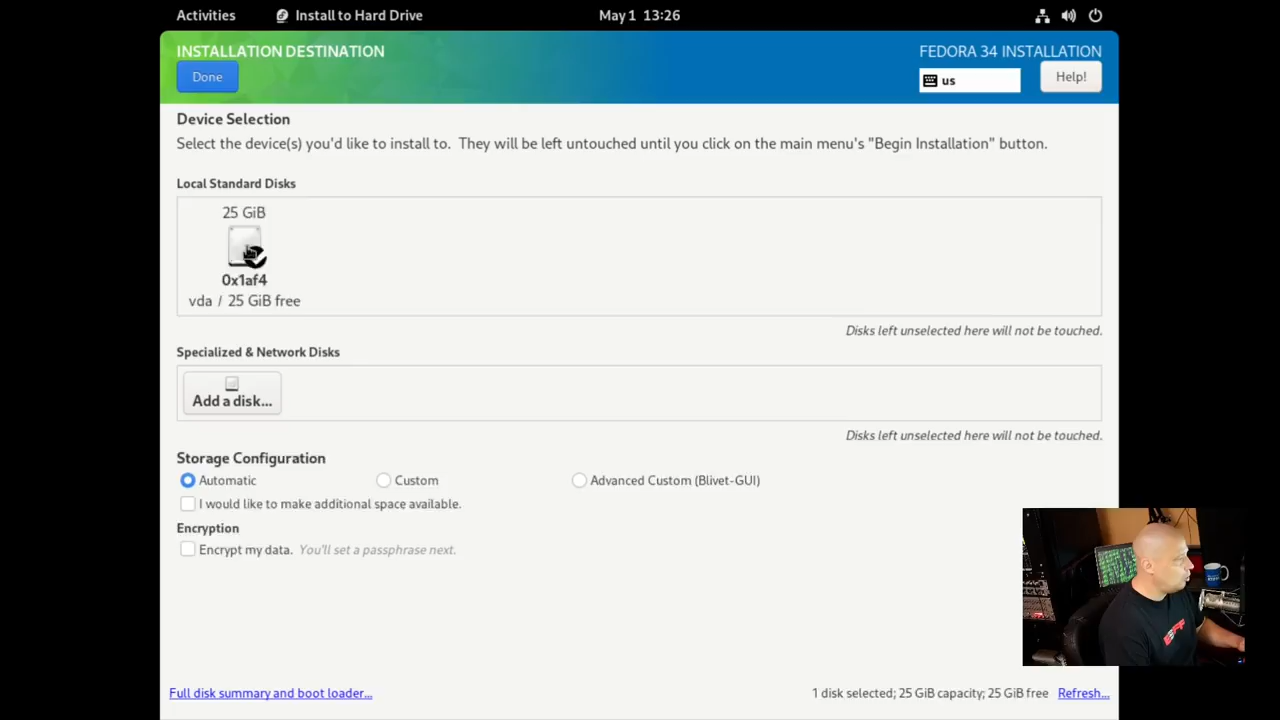 Activities
Install to Hard Drive
May 1 13:26
INSTALLATION DESTINATION
FEDORA 34 INSTALLATION
Done
us
Help!
Device Selection
Select the device(s) you'd like to install to. They will be left untouched until you click on the main menu's "Begin Installation" button.
Local Standard Disks
25 GiB
0x1af4
vda / 25 GiB free
Disks left unselected here will not be touched.
Specialized & Network Disks
Add a disk...
Disks left unselected here will not be touched.
Storage Configuration
Automatic
Custom
Advanced Custom (Blivet-GUI)
I would like to make additional space available.
Encryption
Encrypt my data. You'll set a passphrase next.
Full disk summary and boot loader...
1 disk selected; 25 GiB capacity; 25 GiB free
Refresh...